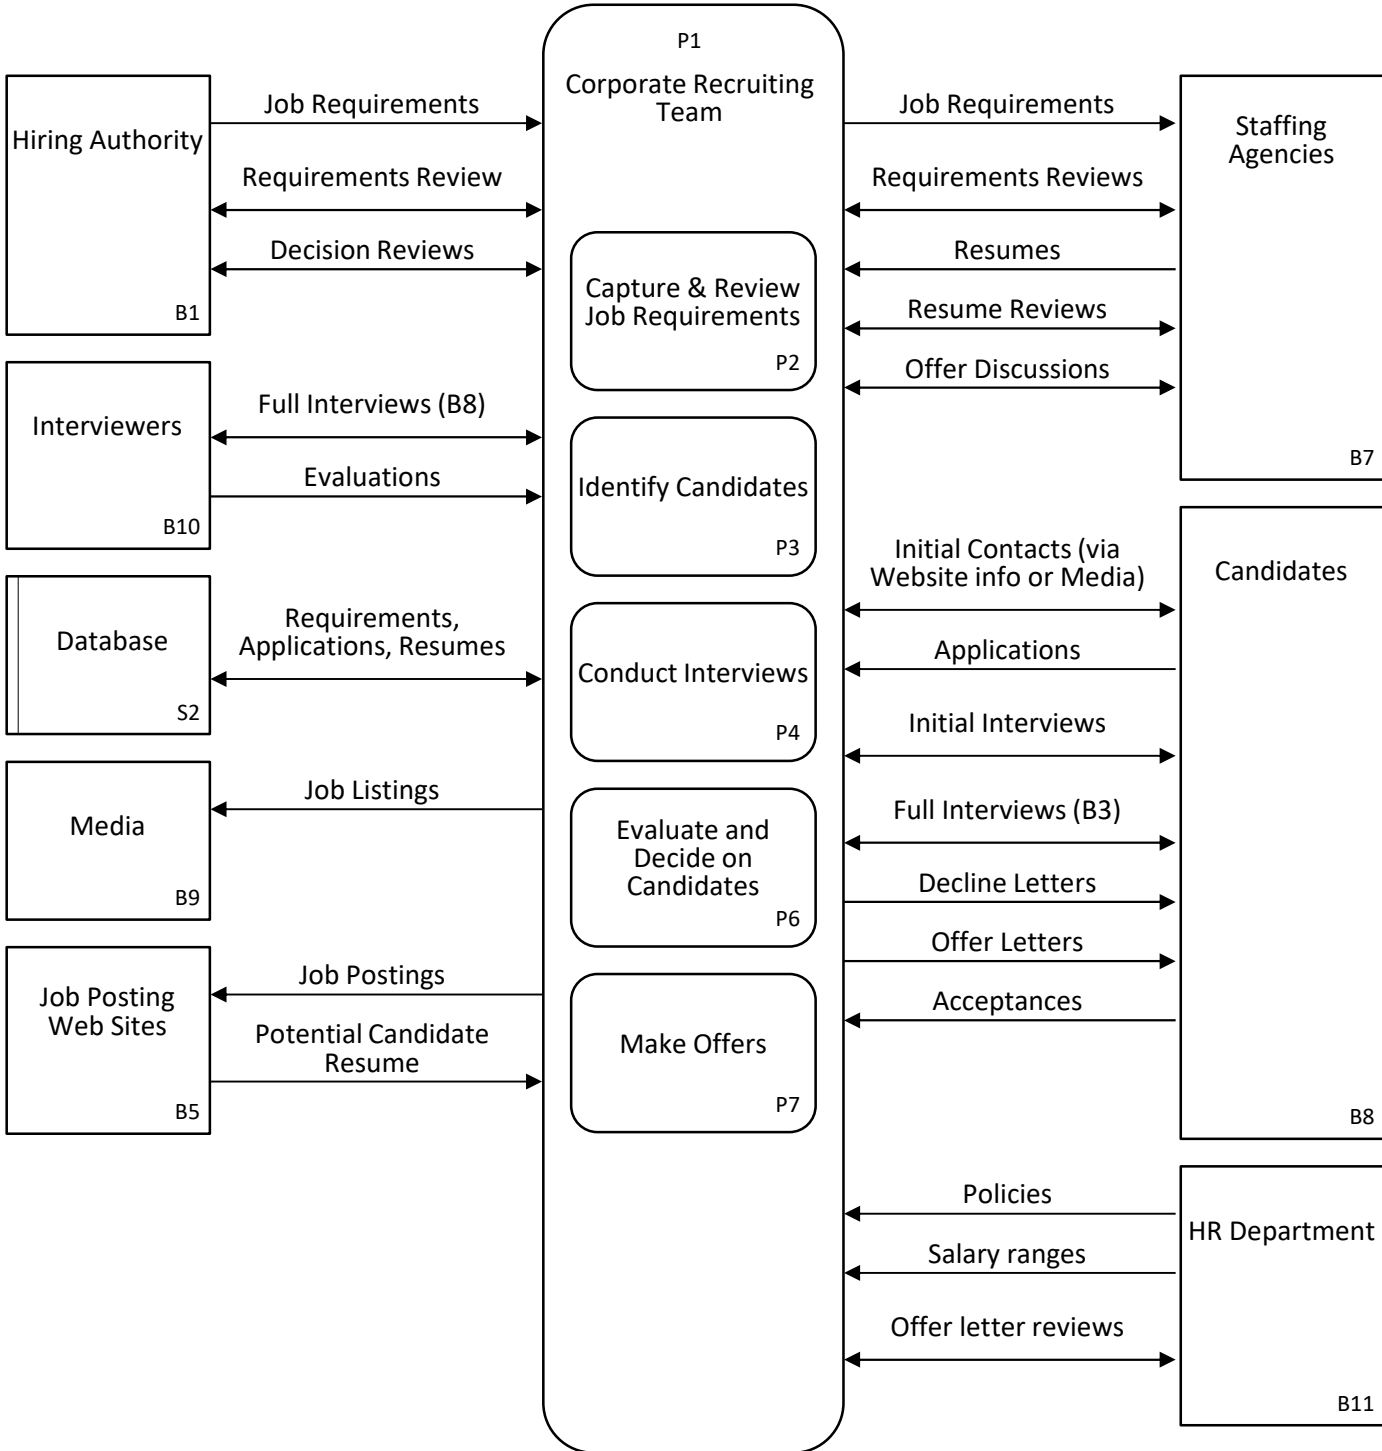 P1
Corporate Recruiting
Team
Hiring Authority
B1
Job Requirements
Requirements Review
Decision Reviews
Interviewers
B10
Full Interviews (B8)
Evaluations
Database
S2
Requirements,
Applications, Resumes
Media
B9
Job Listings
Job Posting
Web Sites
B5
Job Postings
Potential Candidate
Resume
Capture & Review
Job Requirements
P2
Identify Candidates
P3
Conduct Interviews
P4
Evaluate and
Decide on
Candidates
P6
Make Offers
P7
Job Requirements
Requirements Reviews
Resumes
Resume Reviews
Offer Discussions
Staffing
Agencies
B7
Initial Contacts (via
Website info or Media)
Applications
Initial Interviews
Full Interviews (B3)
Decline Letters
Offer Letters
Acceptances
Candidates
B8
Policies
Salary ranges
Offer letter reviews
HR Department
B11